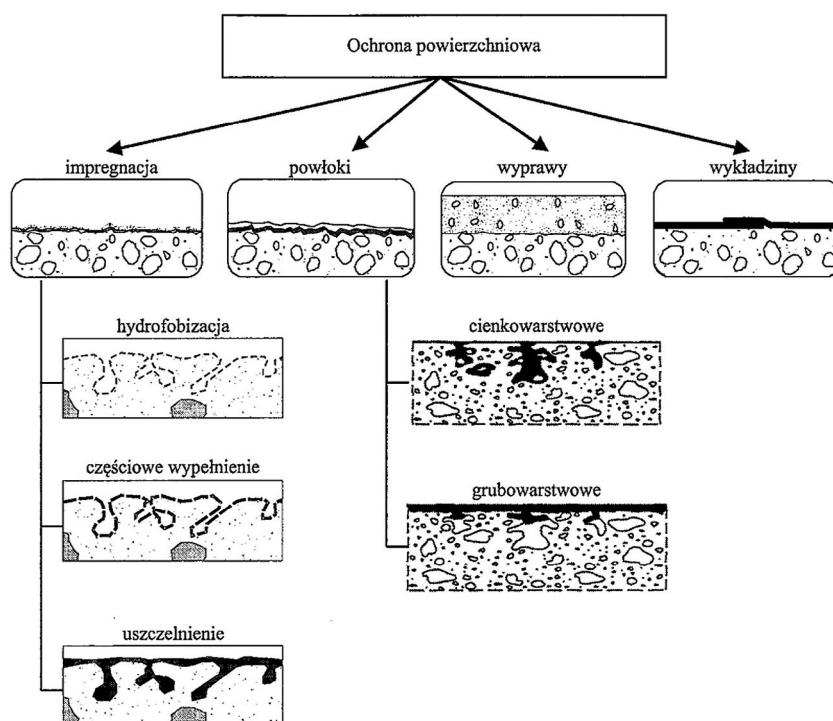 Ochrona powierzchniowa
impregnacja
powłoki
wyprawy
wykładziny
hydrofobizacja
cienkowarstwowe
częściowe wypełnienie
grubowarstwowe
uszczelnienie